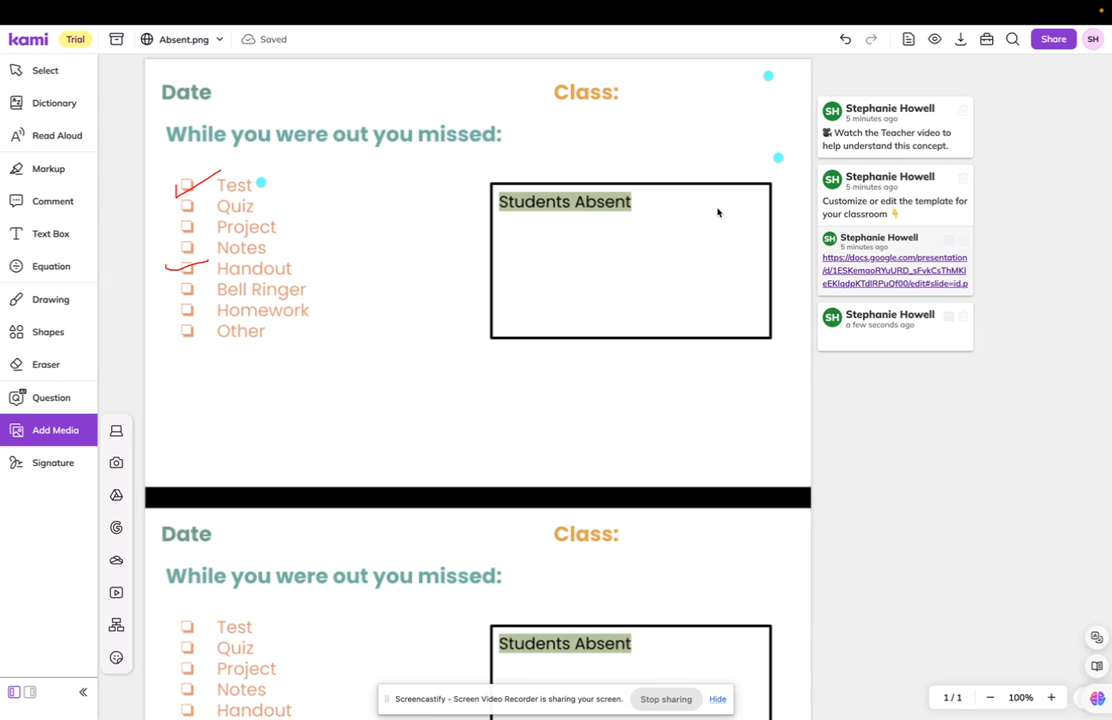 kami Trial Absent.png Saved Share SH
Select
Dictionary
Read Aloud
Markup
Comment
Text Box
Equation
Drawing
Shapes
Eraser
Question
Add Media
Signature
Date Class:
While you were out you missed:
Test
Quiz
Project
Notes
Handout
Bell Ringer
Homework
Other
Students Absent
Date Class:
While you were out you missed:
Test
Quiz
Project
Notes
Handout
Students Absent
SH Stephanie Howell
5 minutes ago
Watch the Teacher video to
help understand this concept.
SH Stephanie Howell
5 minutes ago
Customize or edit the template for
your classroom
SH Stephanie Howell
5 minutes ago
https://docs.google.com/presentation
SH Stephanie Howell
a few seconds ago
Screencastify - Screen Video Recorder is sharing your screen. Stop sharing Hide
1 / 1 − 100% +